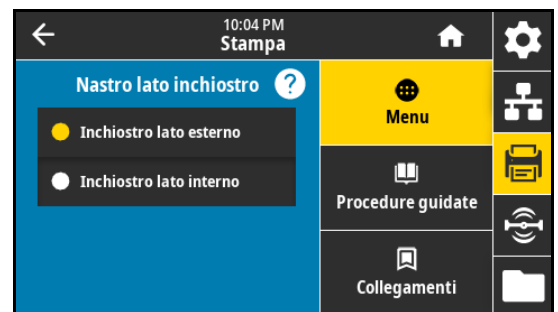 10:04 PM
Stampa
Nastro lato inchiostro ?
Inchiostro lato esterno
Inchiostro lato interno
Menu
Procedure guidate
Collegamenti